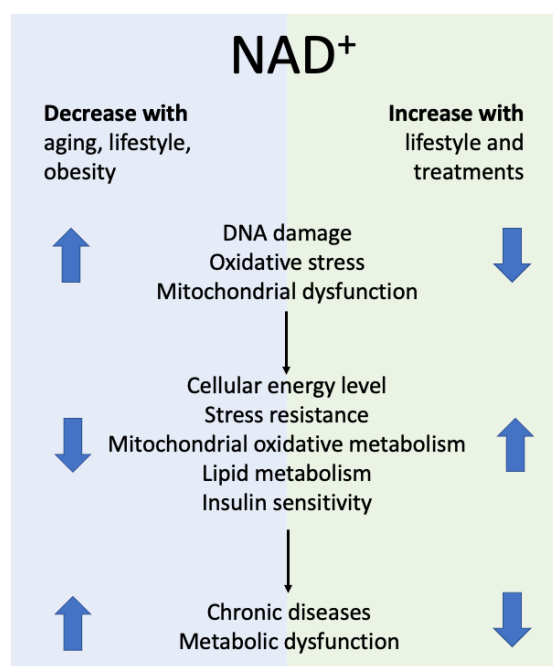 NAD+
Decrease with
aging, lifestyle,
obesity
Increase with
lifestyle and
treatments
DNA damage
Oxidative stress
Mitochondrial dysfunction
Cellular energy level
Stress resistance
Mitochondrial oxidative metabolism
Lipid metabolism
Insulin sensitivity
Chronic diseases
Metabolic dysfunction